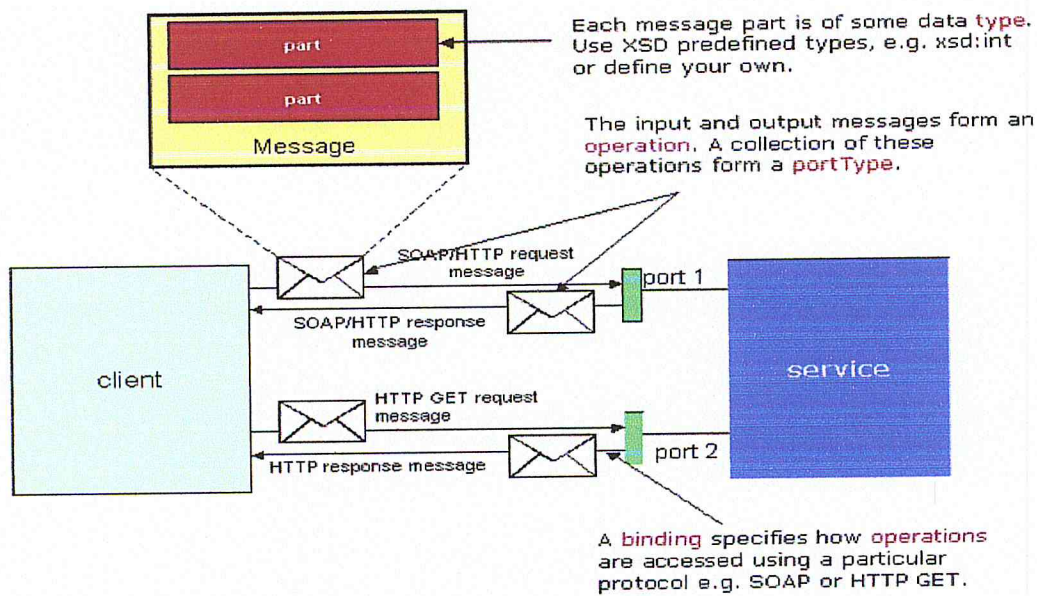 part
part
Message
Each message part is of some data type.
Use XSD predefined types, e.g. xsd:int
or define your own.
The input and output messages form an
operation. A collection of these
operations form a portType.
SOAP/HTTP request
message
port 1
SOAP/HTTP response
message
client
service
HTTP GET request
message
HTTP response message
port 2
A binding specifies how operations
are accessed using a particular
protocol e.g. SOAP or HTTP GET.